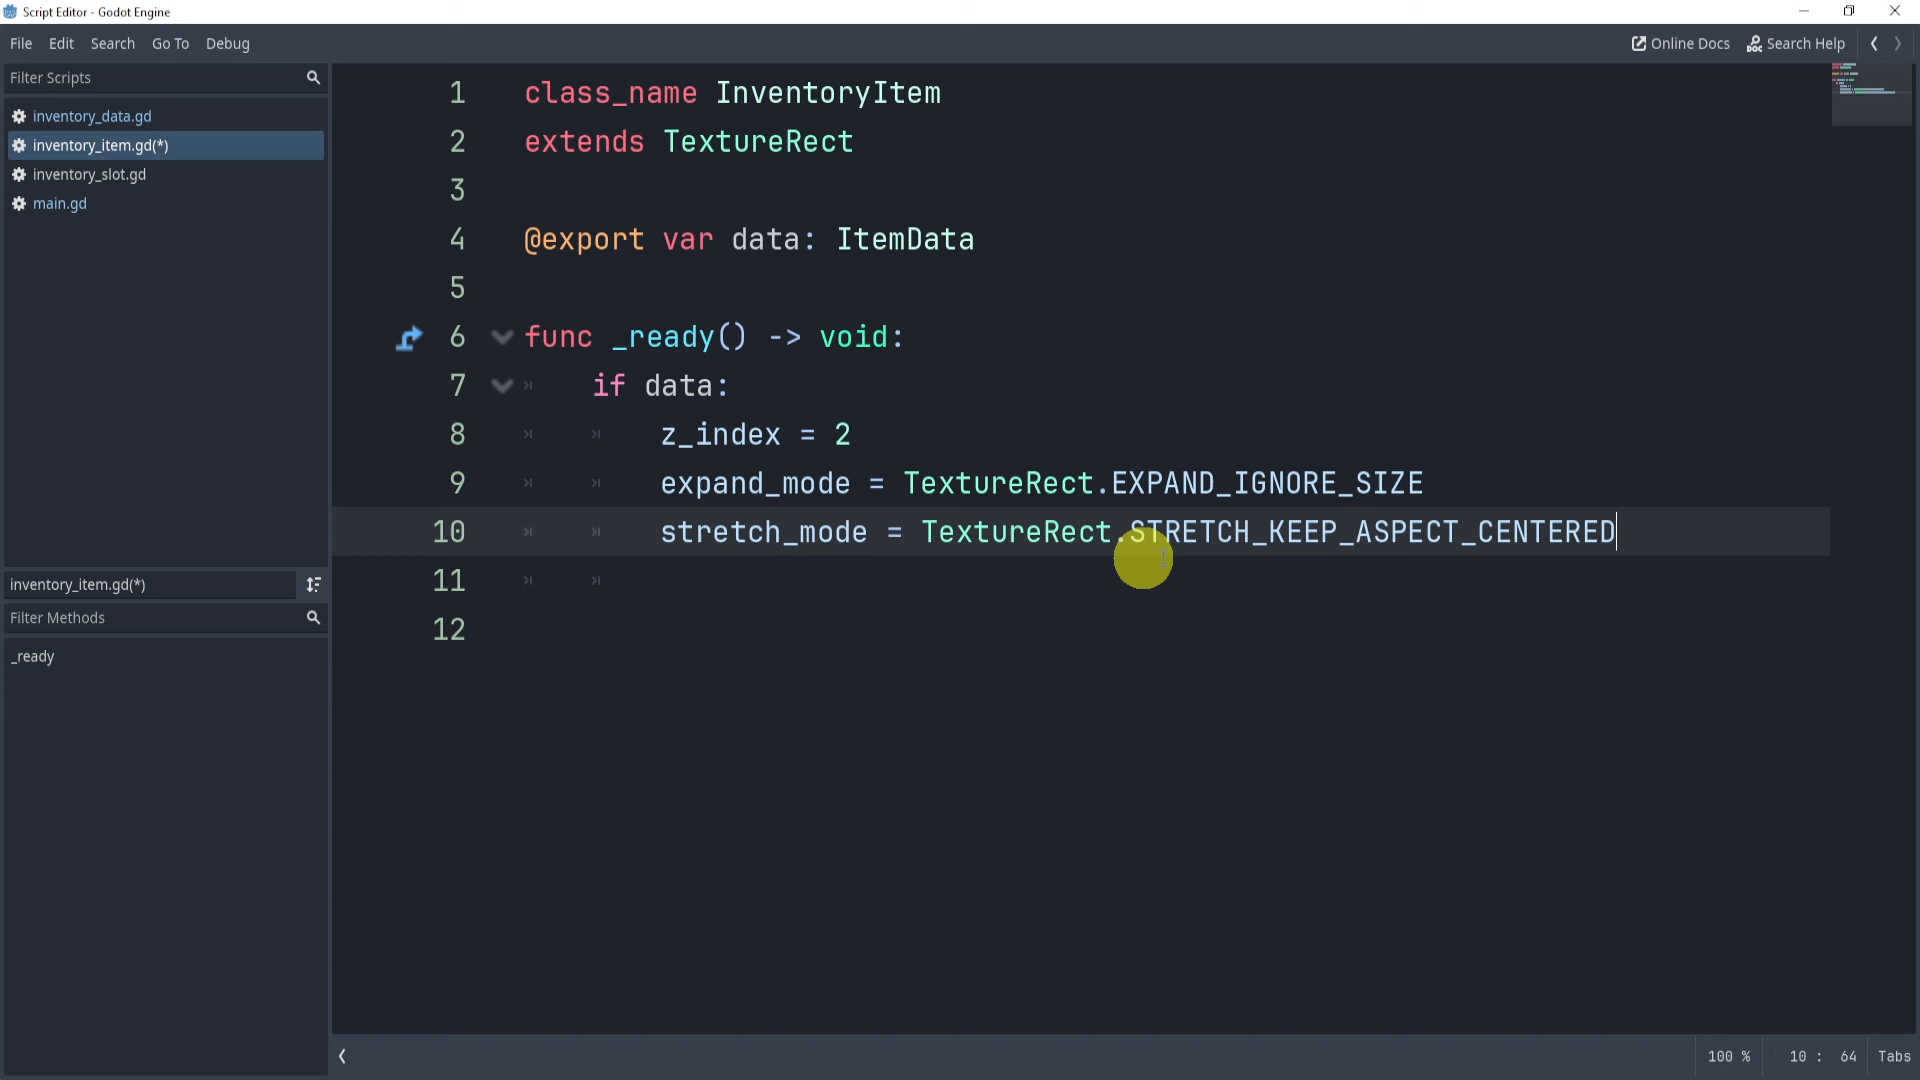 Script Editor - Godot Engine
File Edit Search Go To Debug
Online Docs Search Help
Filter Scripts
inventory_data.gd
inventory_item.gd(*)
inventory_slot.gd
main.gd
inventory_item.gd(*)
Filter Methods
_ready
1 class_name InventoryItem
2 extends TextureRect
3
4 @export var data: ItemData
5
6 func _ready() -> void:
7 if data:
8 z_index = 2
9 expand_mode = TextureRect.EXPAND_IGNORE_SIZE
10 stretch_mode = TextureRect.STRETCH_KEEP_ASPECT_CENTERED
11
12
100 % 10 : 64 Tabs